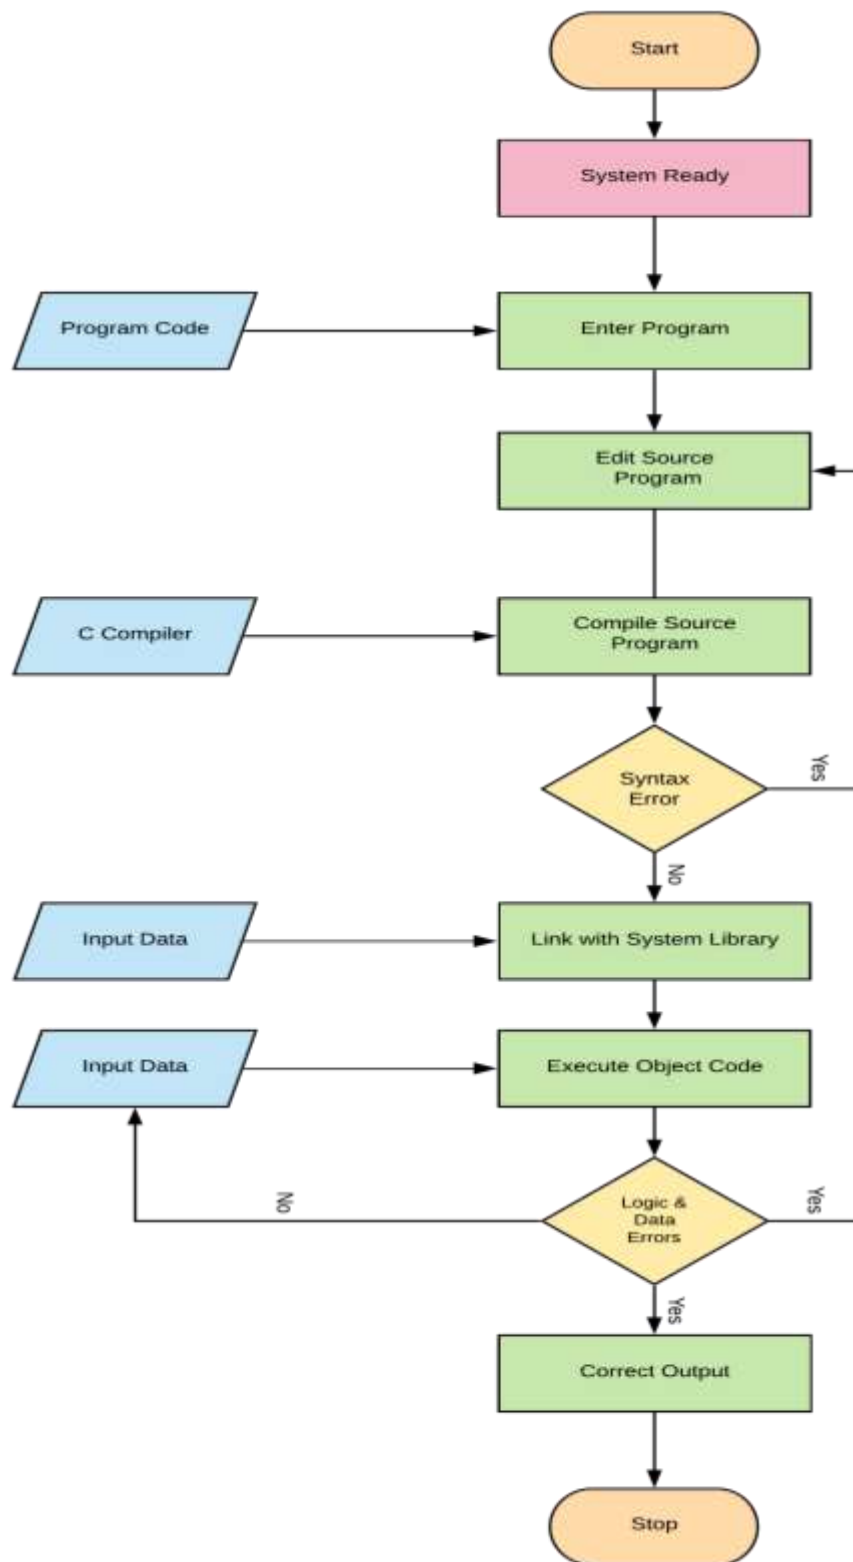 Start
System Ready
Program Code
Enter Program
Edit Source
Program
C Compiler
Compile Source
Program
Syntax
Error
Yes
No
Input Data
Link with System Library
Input Data
Execute Object Code
No
Logic &
Data
Errors
Yes
Yes
Correct Output
Stop